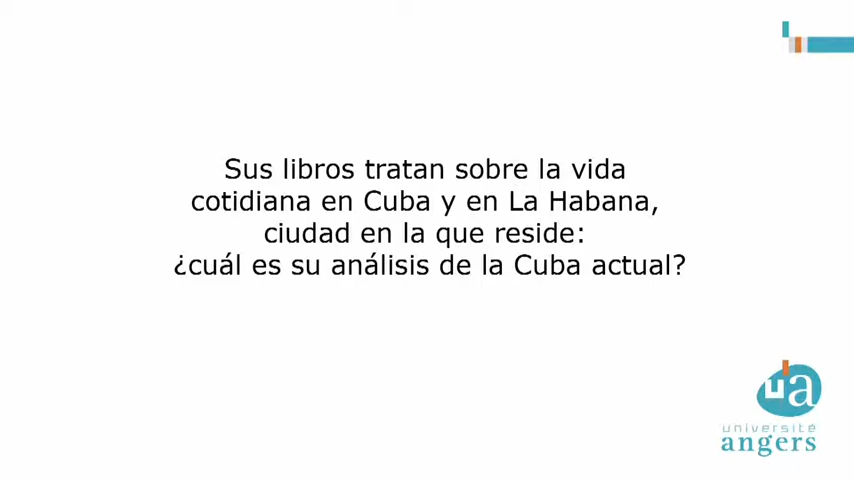 Sus libros tratan sobre la vida
cotidiana en Cuba y en La Habana,
ciudad en la que reside:
¿cuál es su análisis de la Cuba actual?
ua
université
angers